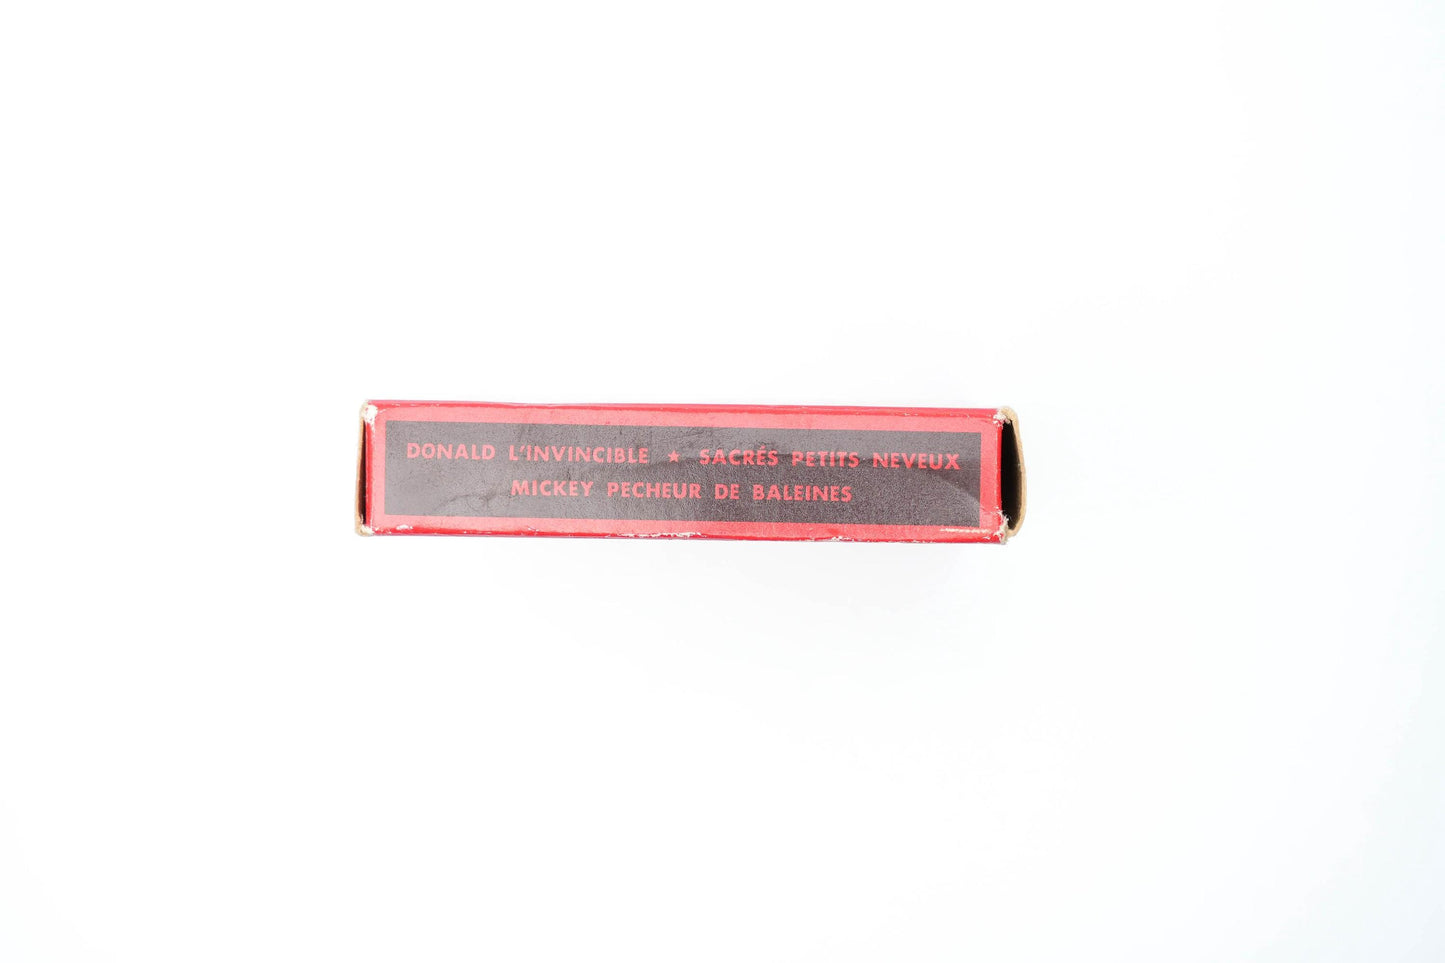 DONALD L'INVINCIBLE ★ SACRÉS PETITS NEVEUX
MICKEY PECHEUR DE BALEINES